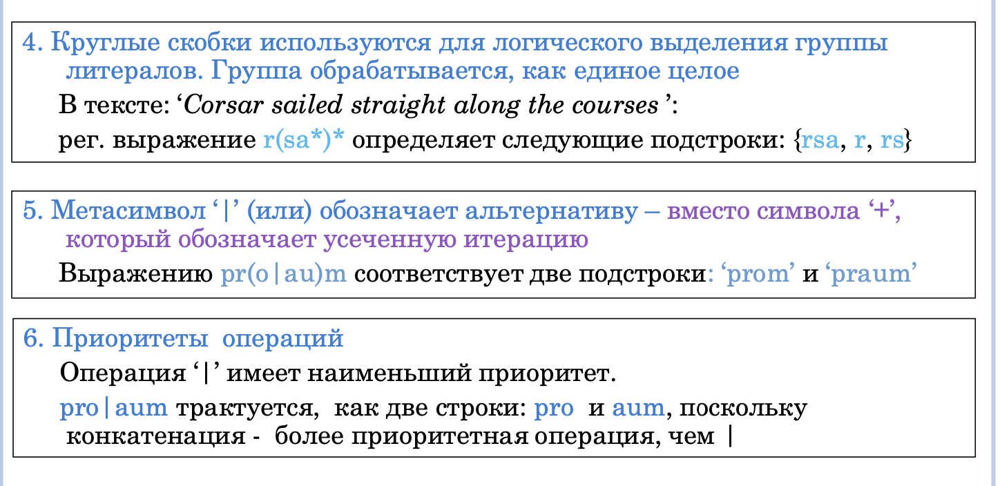 4. Круглые скобки используются для логического выделения группы
литералов. Группа обрабатывается, как единое целое
В тексте: ‘Corsar sailed straight along the courses ’:
рег. выражение r(sa*)* определяет следующие подстроки: {rsa, r, rs}
5. Метасимвол ‘|’ (или) обозначает альтернативу – вместо символа ‘+’,
который обозначает усеченную итерацию
Выражению pr(o|au)m соответствует две подстроки: ‘prom’ и ‘praum’
6. Приоритеты операций
Операция ‘|’ имеет наименьший приоритет.
pro|aum трактуется, как две строки: pro и aum, поскольку
конкатенация - более приоритетная операция, чем |